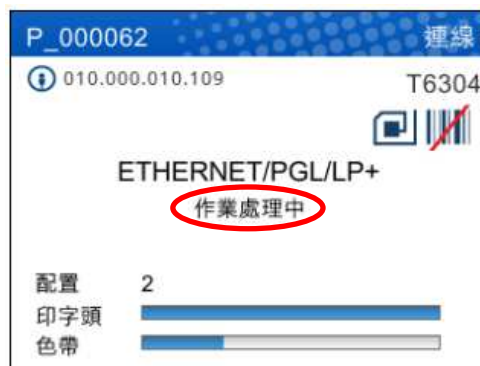 P_000062 連線
010.000.010.109
T6304
ETHERNET/PGL/LP+
作業處理中
配置 2
印字頭
色帶